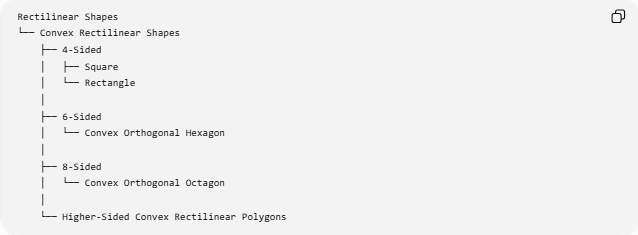 Rectilinear Shapes
└── Convex Rectilinear Shapes
    ├── 4-Sided
    │   ├── Square
    │   └── Rectangle
    │
    ├── 6-Sided
    │   └── Convex Orthogonal Hexagon
    │
    ├── 8-Sided
    │   └── Convex Orthogonal Octagon
    │
    └── Higher-Sided Convex Rectilinear Polygons